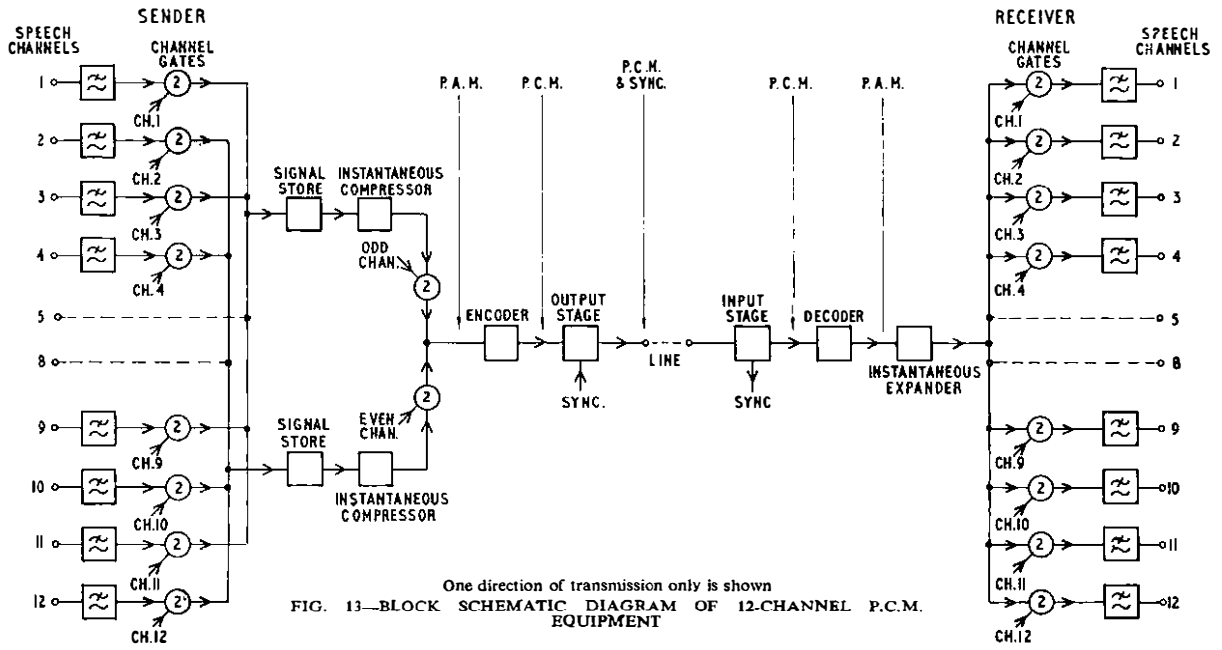 SENDER
RECEIVER
SPEECH
CHANNELS
CHANNEL
GATES
P.A.M.
P.C.M.
P.C.M.
& SYNC.
P.C.M.
P.A.M.
CHANNEL
GATES
SPEECH
CHANNELS
1
2
CH.1
2
2
CH.2
3
2
CH.3
4
2
CH.4
5
8
9
2
CH.9
10
2
CH.10
11
2
CH.11
12
2
CH.12
SIGNAL
STORE
INSTANTANEOUS
COMPRESSOR
ODD
CHAN.
2
SIGNAL
STORE
INSTANTANEOUS
COMPRESSOR
EVEN
CHAN.
2
ENCODER
OUTPUT
STAGE
SYNC.
LINE
INPUT
STAGE
SYNC
DECODER
INSTANTANEOUS
EXPANDER
2
1
CH.1
2
2
CH.2
2
3
CH.3
2
4
CH.4
5
8
2
9
CH.9
2
10
CH.10
2
11
CH.11
2
12
CH.12
One direction of transmission only is shown
FIG. 13—BLOCK SCHEMATIC DIAGRAM OF 12-CHANNEL P.C.M.
EQUIPMENT